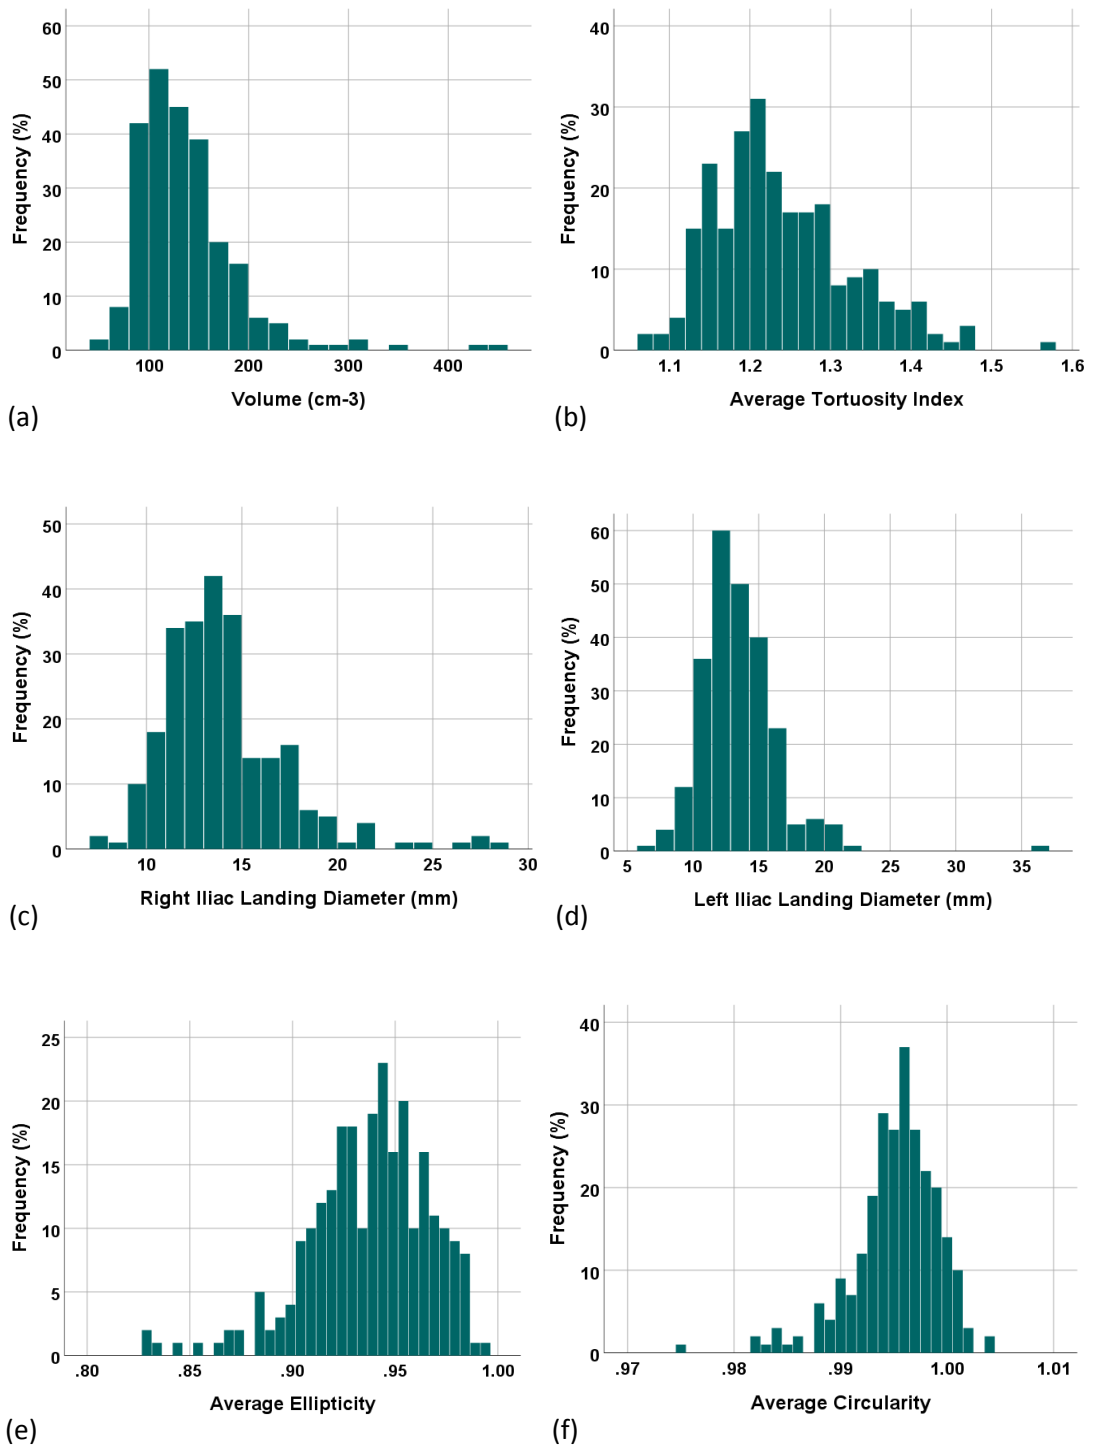 60
50
40
30
20
10
0
Frequency (%)
100 200 300 400
Volume (cm-3)
(a)
40
30
20
10
0
Frequency (%)
1.1 1.2 1.3 1.4 1.5 1.6
Average Tortuosity Index
(b)
50
40
30
20
10
0
Frequency (%)
10 15 20 25 30
Right Iliac Landing Diameter (mm)
(c)
60
50
40
30
20
10
0
Frequency (%)
5 10 15 20 25 30 35
Left Iliac Landing Diameter (mm)
(d)
25
20
15
10
5
0
Frequency (%)
.80 .85 .90 .95 1.00
Average Ellipticity
(e)
40
30
20
10
0
Frequency (%)
.97 .98 .99 1.00 1.01
Average Circularity
(f)